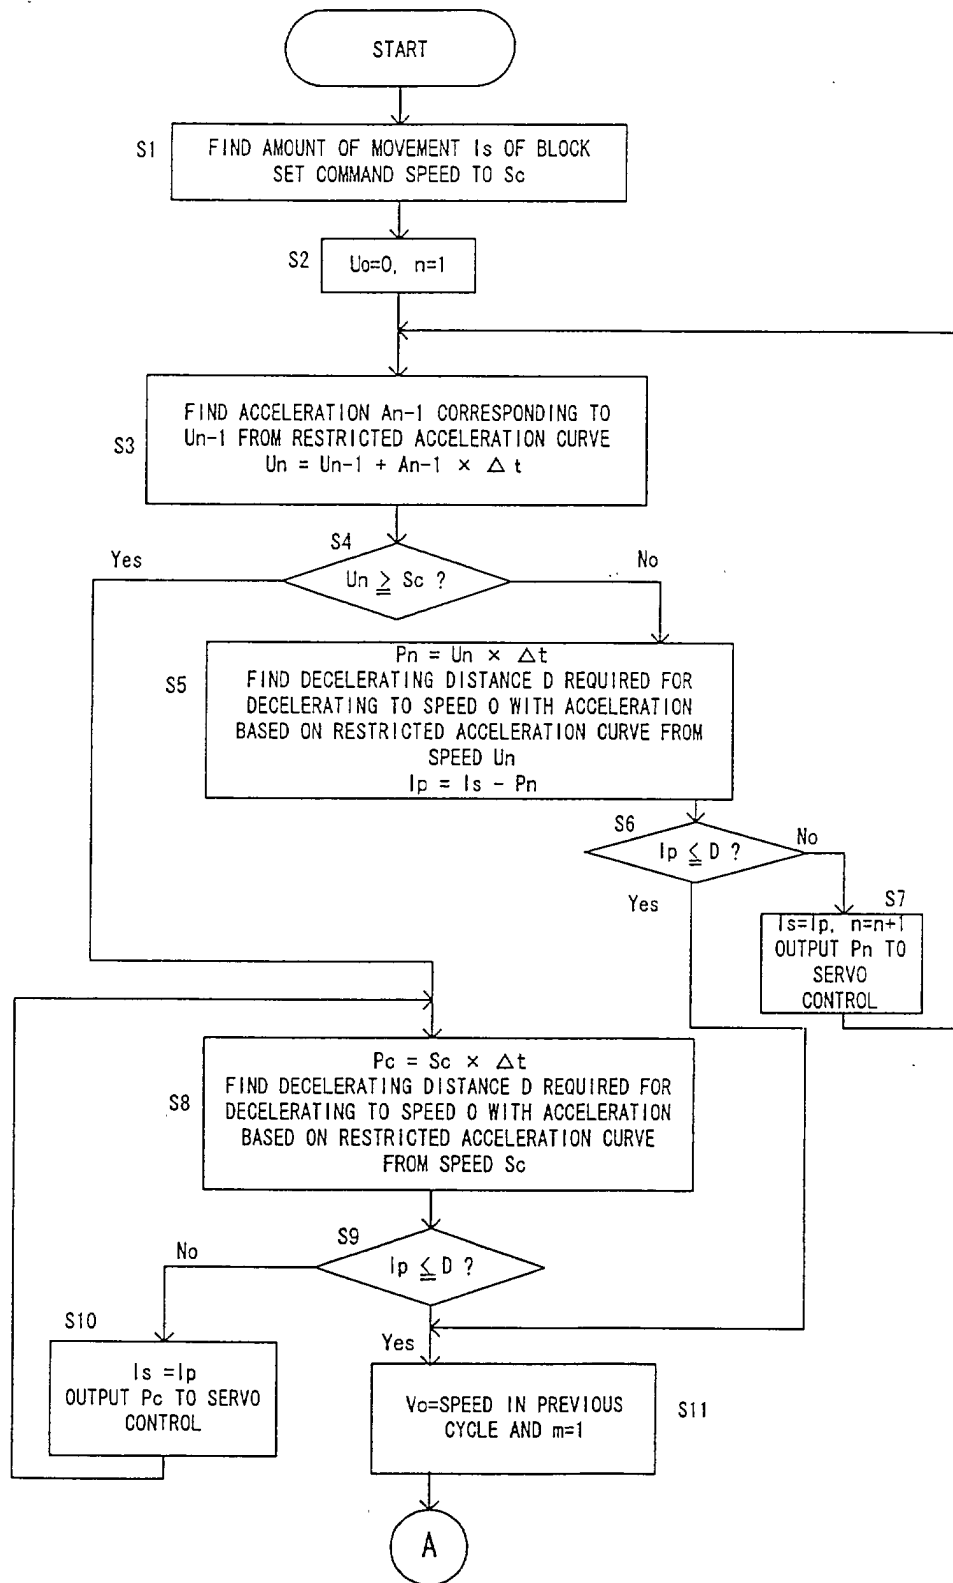 START
S1
FIND AMOUNT OF MOVEMENT Is OF BLOCK
SET COMMAND SPEED TO Sc
S2
Uo=0, n=1
S3
FIND ACCELERATION An-1 CORRESPONDING TO
Un-1 FROM RESTRICTED ACCELERATION CURVE
Un = Un-1 + An-1 × △t
S4
Yes
No
Un ≧ Sc ?
S5
Pn = Un × △t
FIND DECELERATING DISTANCE D REQUIRED FOR
DECELERATING TO SPEED 0 WITH ACCELERATION
BASED ON RESTRICTED ACCELERATION CURVE FROM
SPEED Un
Ip = Is - Pn
S6
No
Ip ≦ D ?
Yes
S7
Is=Ip, n=n+1
OUTPUT Pn TO
SERVO
CONTROL
S8
Pc = Sc × △t
FIND DECELERATING DISTANCE D REQUIRED FOR
DECELERATING TO SPEED 0 WITH ACCELERATION
BASED ON RESTRICTED ACCELERATION CURVE
FROM SPEED Sc
S9
No
Ip ≦ D ?
S10
Yes
Is =Ip
OUTPUT Pc TO SERVO
CONTROL
Vo=SPEED IN PREVIOUS
CYCLE AND m=1
S11
A